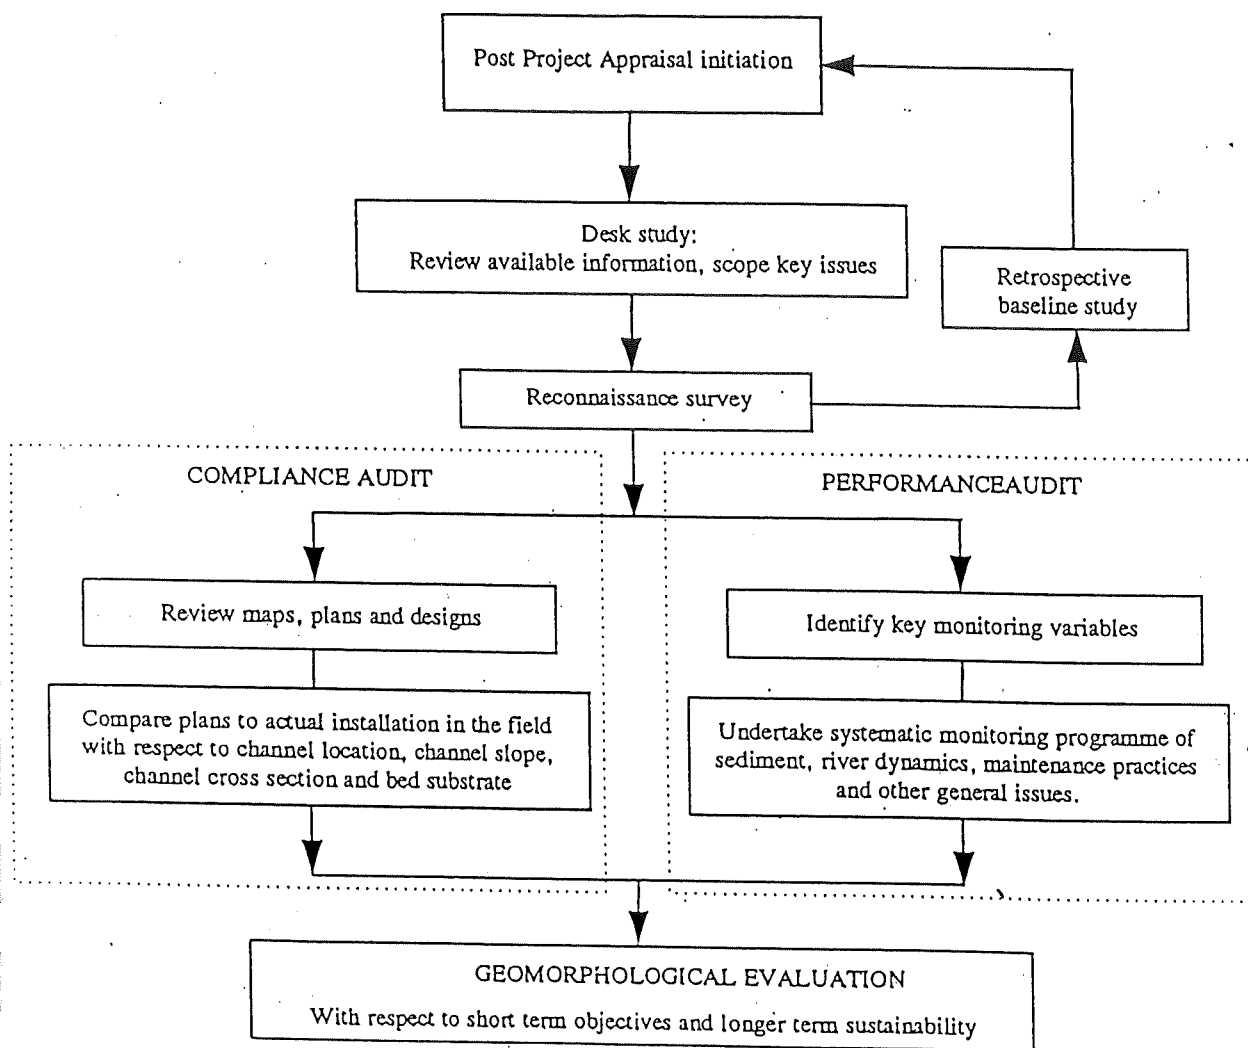 Post Project Appraisal initiation
Desk study:
Review available information, scope key issues
Retrospective
baseline study
Reconnaissance survey
COMPLIANCE AUDIT
Review maps, plans and designs
Compare plans to actual installation in the field
with respect to channel location, channel slope,
channel cross section and bed substrate
PERFORMANCEAUDIT
Identify key monitoring variables
Undertake systematic monitoring programme of
sediment, river dynamics, maintenance practices
and other general issues.
GEOMORPHOLOGICAL EVALUATION
With respect to short term objectives and longer term sustainability